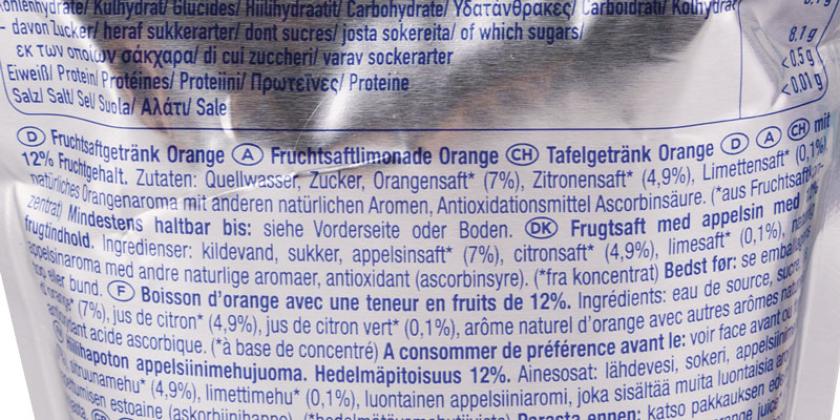 Kohlenhydrate/ Kulhydrat/ Glucides/ Hiilihydraatit/ Carbohydrate/ Υδατάνθρακες/ Carboidrati/ Kolhydrat
- davon Zucker/ heraf sukkerarter/ dont sucres/ josta sokereita/ of which sugars/ 8,1 g
εκ των οποίων σάκχαρα/ di cui zuccheri/ varav sockerarter
Eiweiß/ Protein/ Protéines/ Proteiini/ Πρωτεΐνες/ Proteine <0,5 g
Salz/ Salt/ Sel/ Suola/ Αλάτι/ Sale <0,01 g
D Fruchtsaftgetränk Orange A Fruchtsaftlimonade Orange CH Tafelgetränk Orange D A CH mit
12% Fruchtgehalt. Zutaten: Quellwasser, Zucker, Orangensaft* (7%), Zitronensaft* (4,9%), Limettensaft* (0,1%)
natürliches Orangenaroma mit anderen natürlichen Aromen, Antioxidationsmittel Ascorbinsäure. (*aus Fruchtsaft
zentrat) Mindestens haltbar bis: siehe Vorderseite oder Boden. DK Frugtsaft med appelsin med
frugtindhold. Ingredienser: kildevand, sukker, appelsinsaft* (7%), citronsaft* (4,9%), limesaft* (0,1%),
appelsinaroma med andre naturlige aromaer, antioxidant (ascorbinsyre). (*fra koncentrat) Bedst før: se
eller bund. F Boisson d'orange avec une teneur en fruits de 12%. Ingrédients: eau de source, sucre
(7%), jus de citron* (4,9%), jus de citron vert* (0,1%), arôme naturel d'orange avec autres arômes
acide ascorbique. (*à base de concentré) A consommer de préférence avant le: voir face avant
appelsiinimehujuoma. Hedelmäpitoisuus 12%. Ainesosat: lähdevesi, sokeri,
(4,9%), limettimehu* (0,1%), luontainen appelsiiniaromi, joka sisältää muita luontaisia
estoaine Parasta ennen: katso pakkauksen